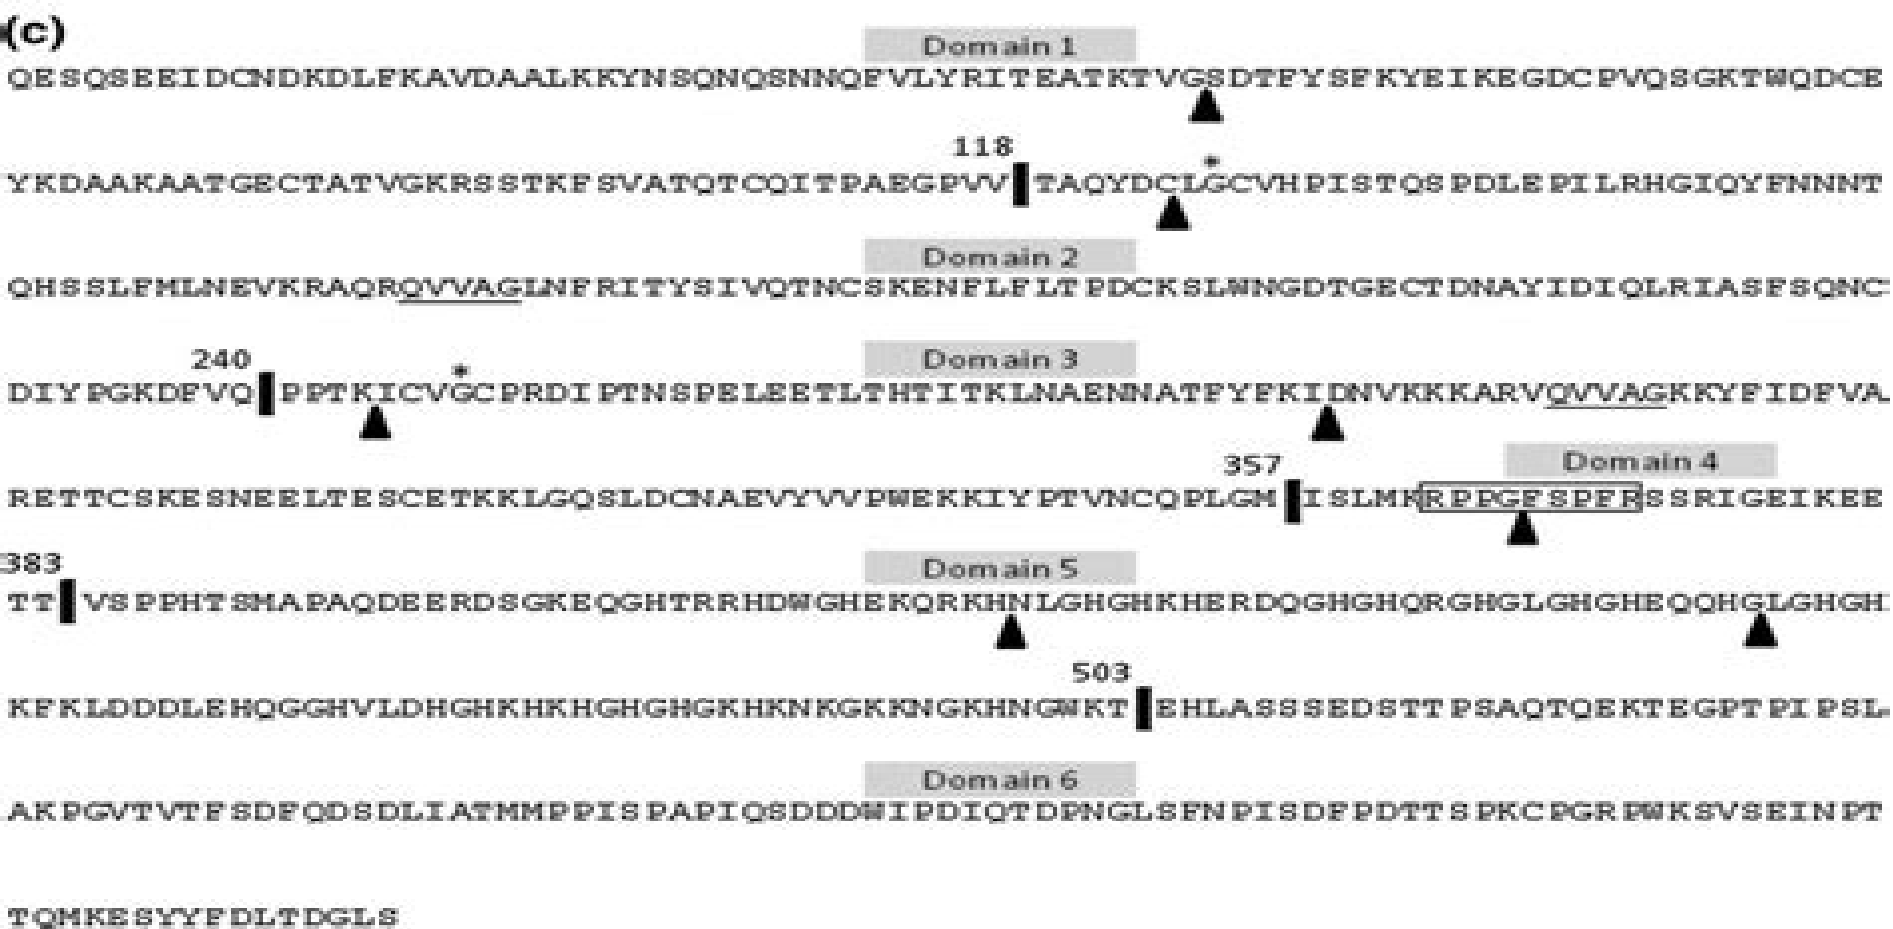 (c)
Domain 1
QESQSEEIDCNDKDLFKAVDAALKKYNSQNQSNNQFVLYRITEATKTVGSDTFYSFKYEIKEGDCPVQSGKTWQDCE
118 *
YKDAAKAATGECTATVGKRSSTKFSVATQTCQITPAEGPVV TAQYDCLGCVHPISTQSPDLEPILRHGIQYFNNNT
Domain 2
QHSSLFMLNEVKRAQRQVVAGLNFRITYSIVQTNCSKENFLFLTPDCKSLWNGDTGECTDNAYIDIQLRIASFSQNC
240 * Domain 3
DIYPGKDFVQ PPTKICVGCPRDIPTNSPELEETLTHTITKLNAENNATFYFKIDNVKKKARVQVVAGKKYFIDFVA
357 Domain 4
RETTCSKESNEELTESCETKKLGQSLDCNAEVYVVPWEKKIYPTVNCQPLGM ISLMKRPPGFSPFRSSRIGEIKEE
383 Domain 5
TT VSPPHTSMAPAQDEERDSGKEQGHTRRHDWGHEKQRKHNLGHGHKHERDQGHGHQRGHGLGHGHEQQHGLGHGH
503
KFKLDDDLEHQGGHVLDHGHKHKHGHGHGKHKNKGKKNGKHNGWKT EHLASSSEDSTTPSAQTQEKTEGPTPIPSL
Domain 6
AKPGVTVTFSDFQDSDLIATMMPPISPAPIQSDDDWIPDIQTDPNGLSFNPISDFPDTTSPKCPGRPWKSVSEINPT
TQMKESYYFDLTDGLS